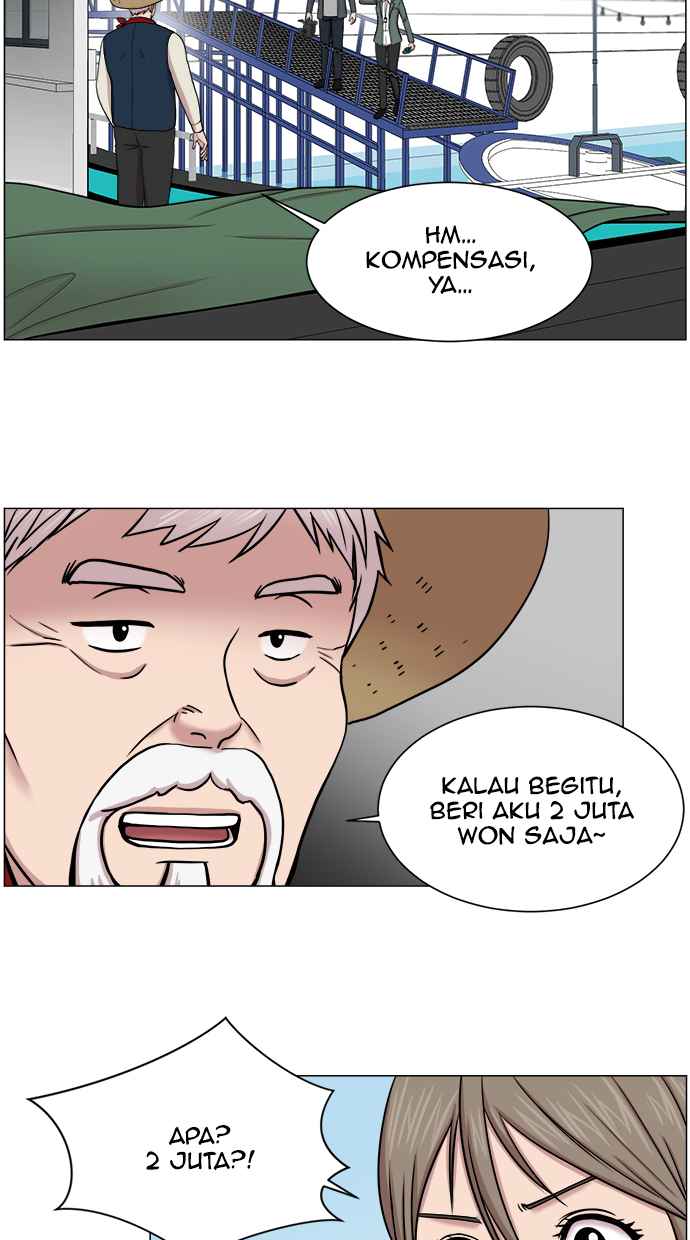 HM...
KOMPENSASI,
YA...
KALAU BEGITU,
BERI AKU 2 JUTA
WON SAJA~
APA?
2 JUTA?!